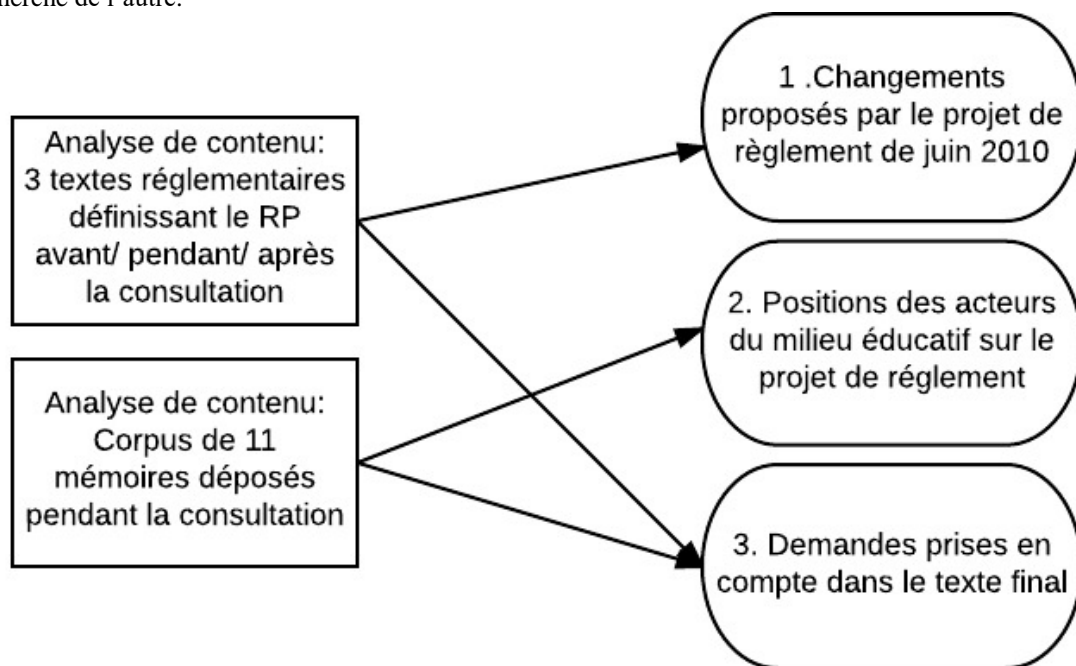 herche de l'autre.
Analyse de contenu:
3 textes réglementaires
définissant le RP
avant/ pendant/ après
la consultation
Analyse de contenu:
Corpus de 11
mémoires déposés
pendant la consultation
1 .Changements
proposés par le projet de
règlement de juin 2010
2. Positions des acteurs
du milieu éducatif sur le
projet de réglement
3. Demandes prises en
compte dans le texte final